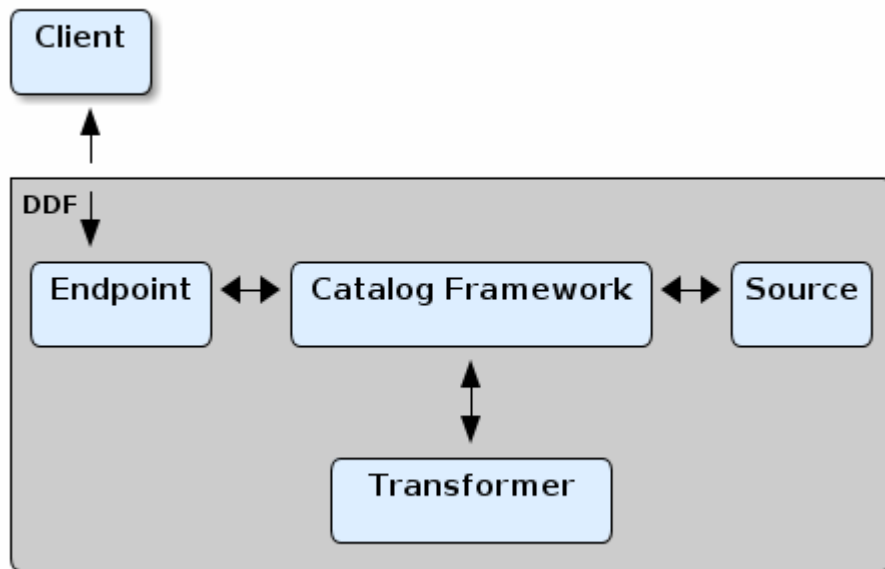 Client
DDF
Endpoint
Catalog Framework
Source
Transformer